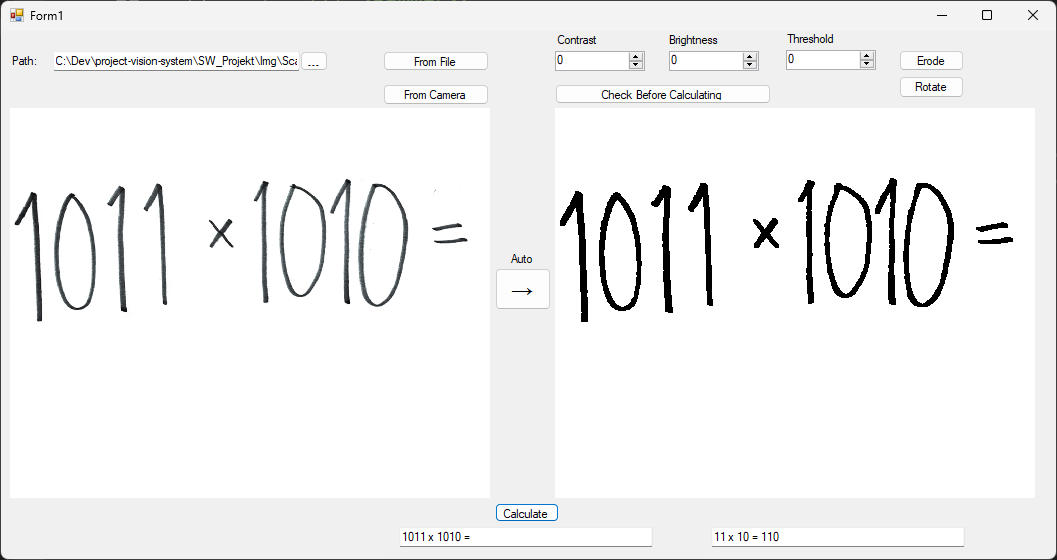 Form1
Contrast Brightness Threshold
Path: C:\Dev\project-vision-system\SW_Projekt\Img\Sca ... From File 0 0 0 Erode
From Camera Check Before Calculating Rotate
1011 × 1010 = 1011 × 1010 =
Auto
→
Calculate
1011 x 1010 = 11 x 10 = 110